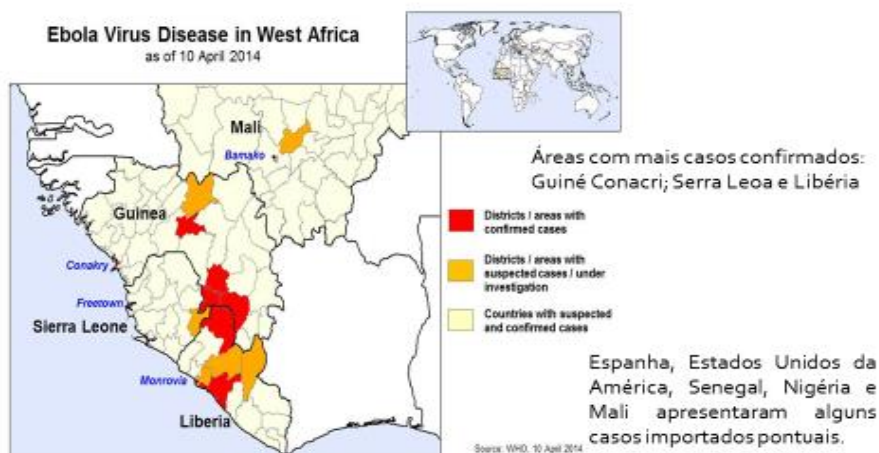 Ebola Virus Disease in West Africa
as of 10 April 2014
Mali
Bamako
Guinea
Conakry
Freetown
Sierra Leone
Monrovia
Liberia
Áreas com mais casos confirmados:
Guiné Conacri; Serra Leoa e Libéria
Districts / areas with
confirmed cases
Districts / areas with
suspected cases / under
investigation
Countries with suspected
and confirmed cases
Espanha, Estados Unidos da
América, Senegal, Nigéria e
Mali apresentaram alguns
casos importados pontuais.
Source: WHO, 10 April 2014